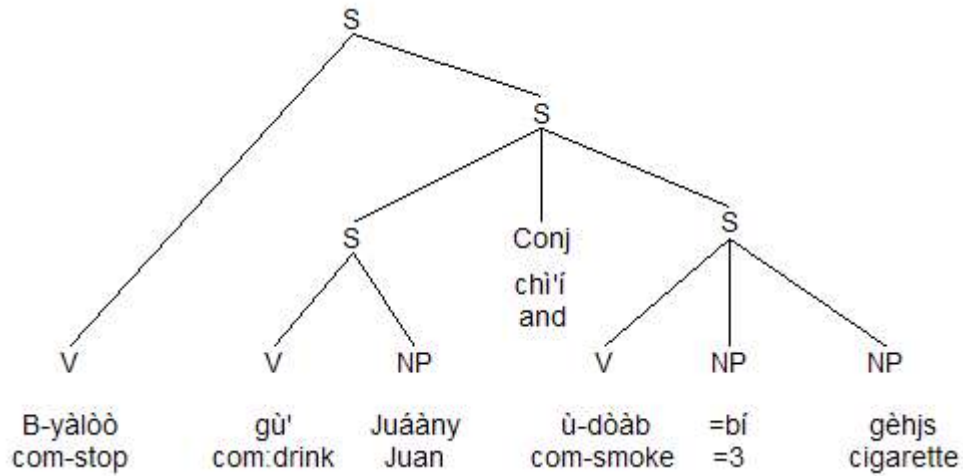 S
S
S
Conj
S
chì'í
and
V
V
NP
V
NP
NP
B-yàlòò gù' Juáàny ù-dòàb =bí gèhjs
com-stop com:drink Juan com-smoke =3 cigarette